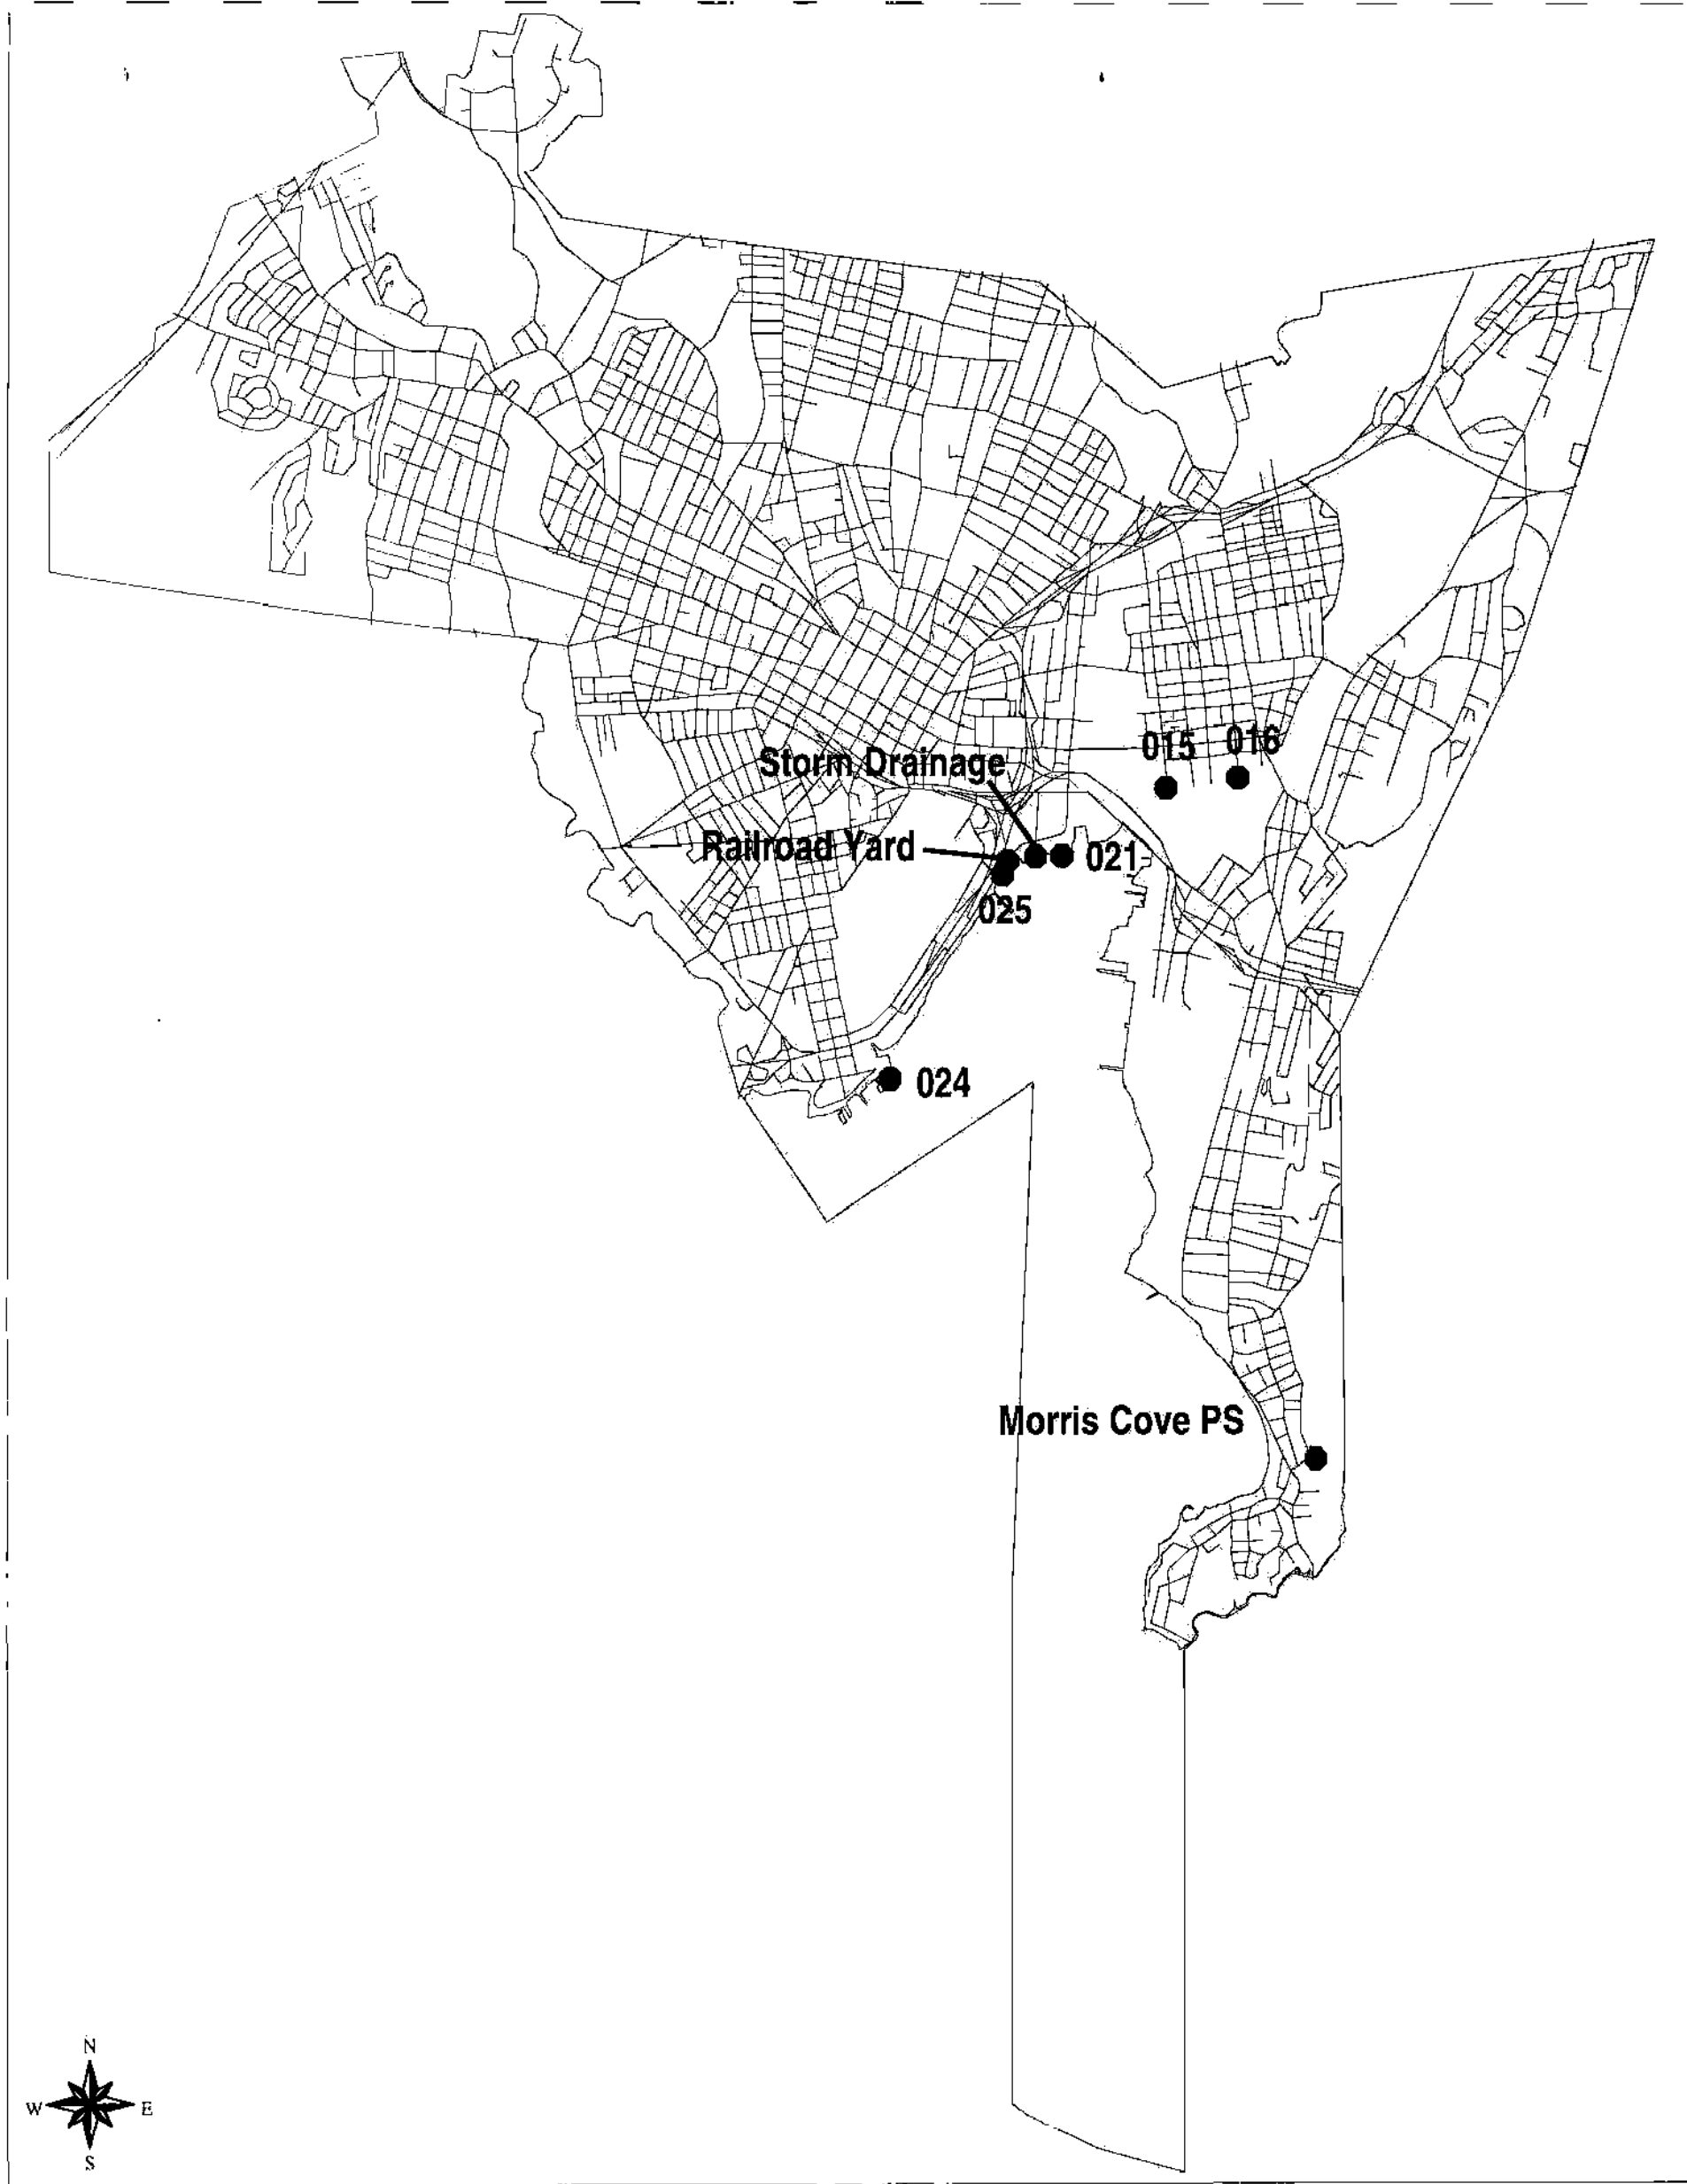 015 016
Storm Drainage
Railroad Yard
021
025
024
Morris Cove PS
N
W E
S